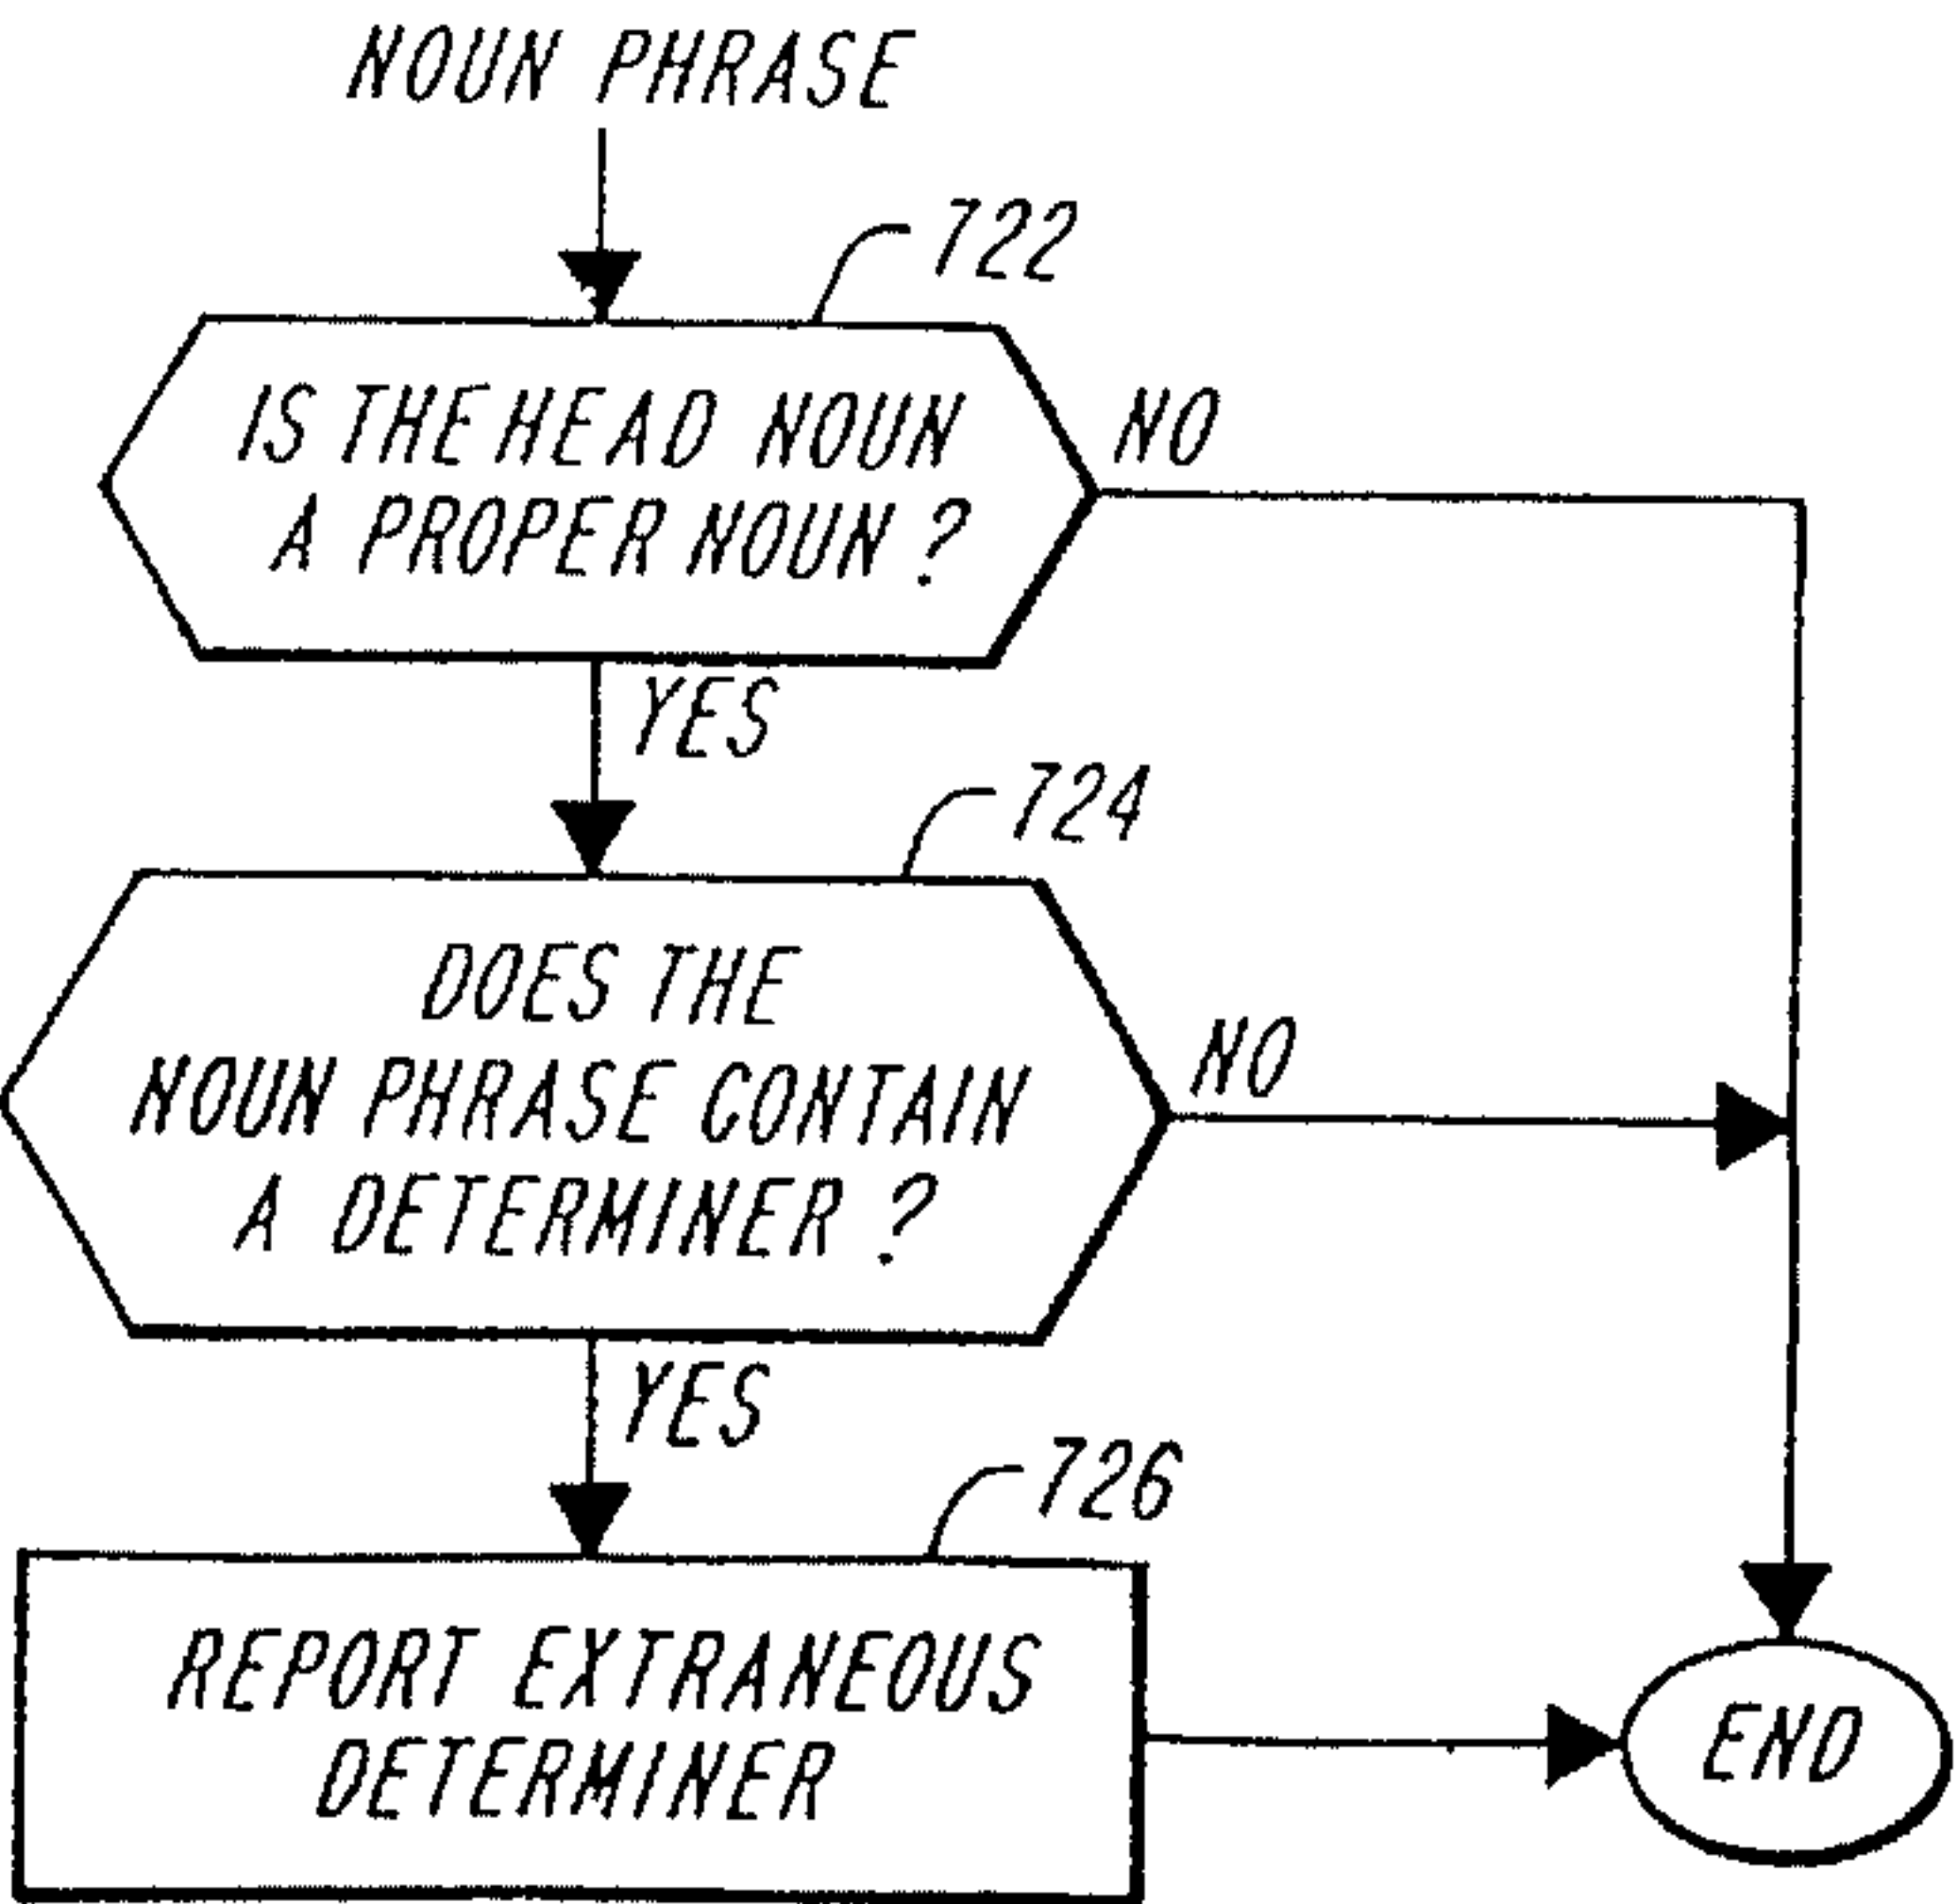 NOUN PHRASE
722
IS THE HEAD NOUN
A PROPER NOUN?
NO
YES
724
DOES THE
NOUN PHRASE CONTAIN
A DETERMINER?
NO
YES
726
REPORT EXTRANEOUS
DETERMINER
END